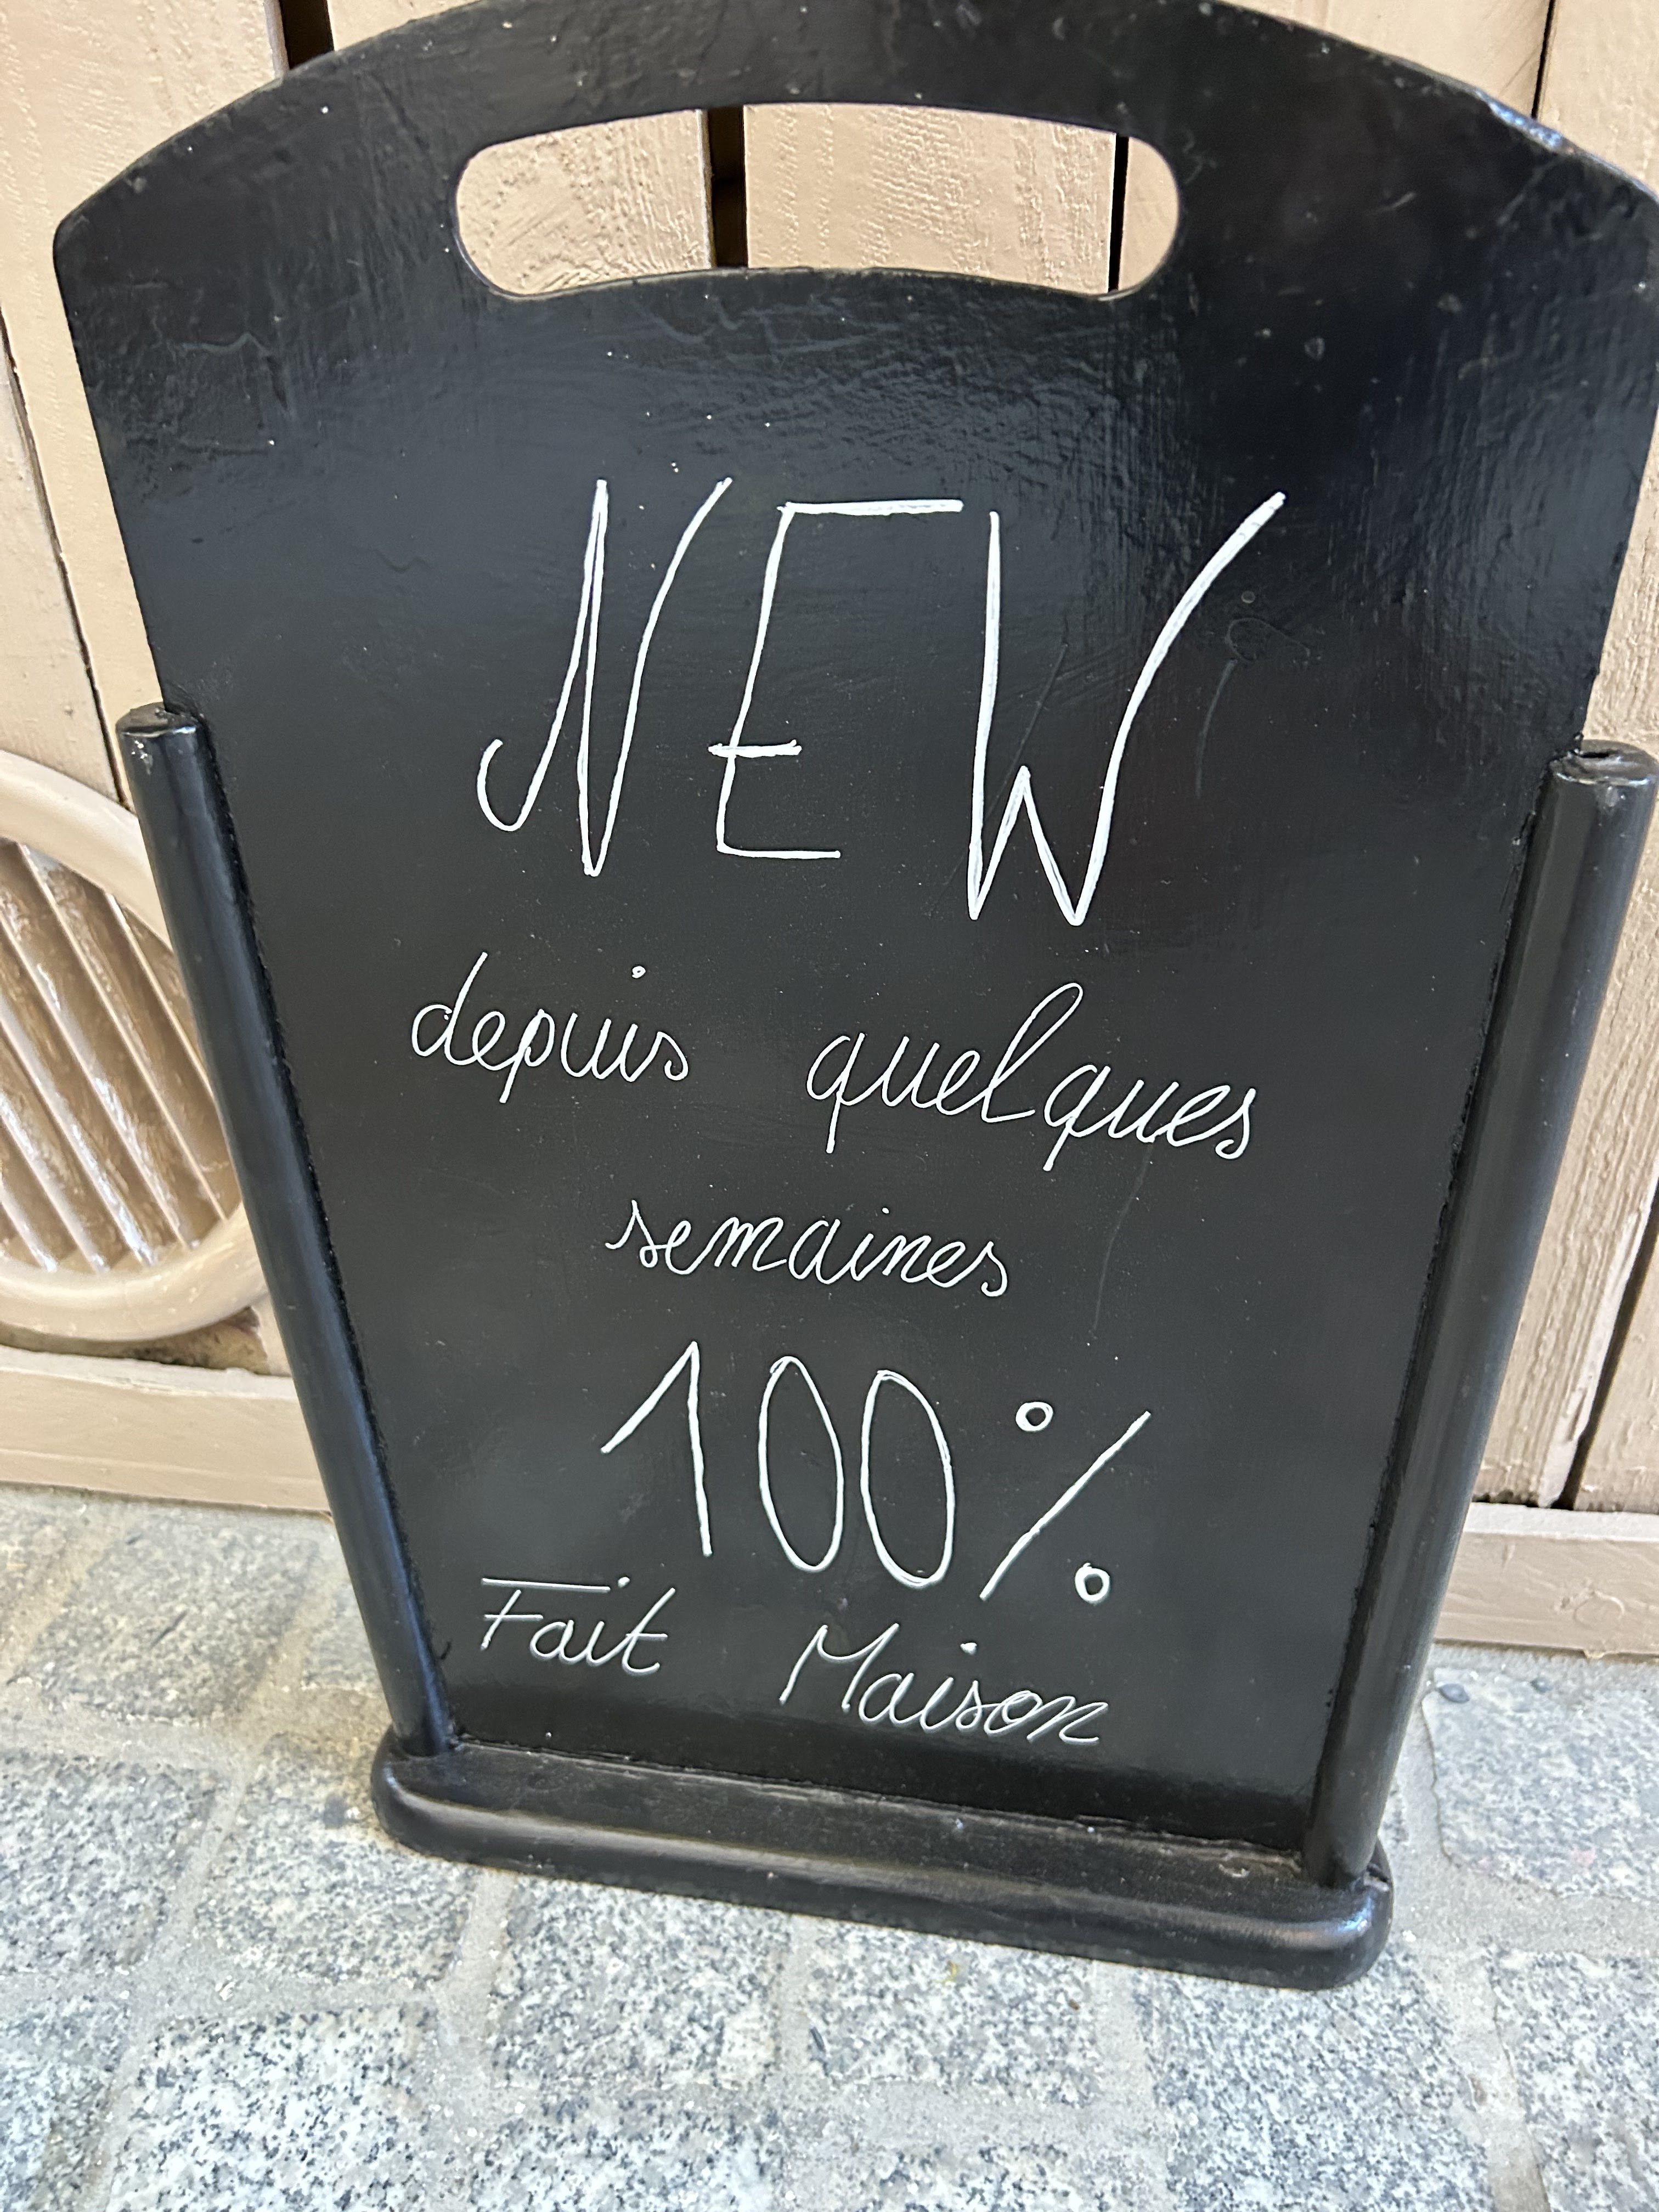 NEW
depuis quelques
semaines
100%
Fait Maison